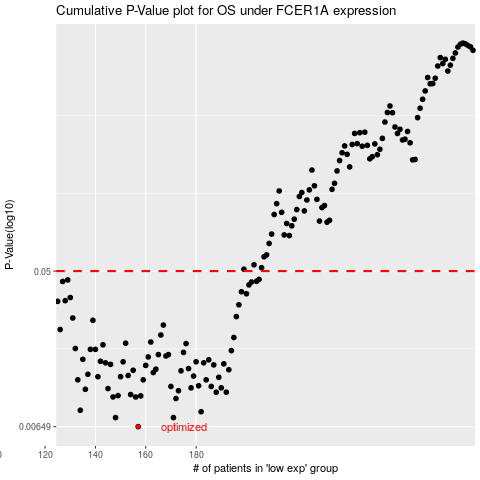 Cumulative P-Value plot for OS under FCER1A expression
P-Value(log10)
0.05
0.00649
optimized
0 120 140 160 180
# of patients in 'low exp' group